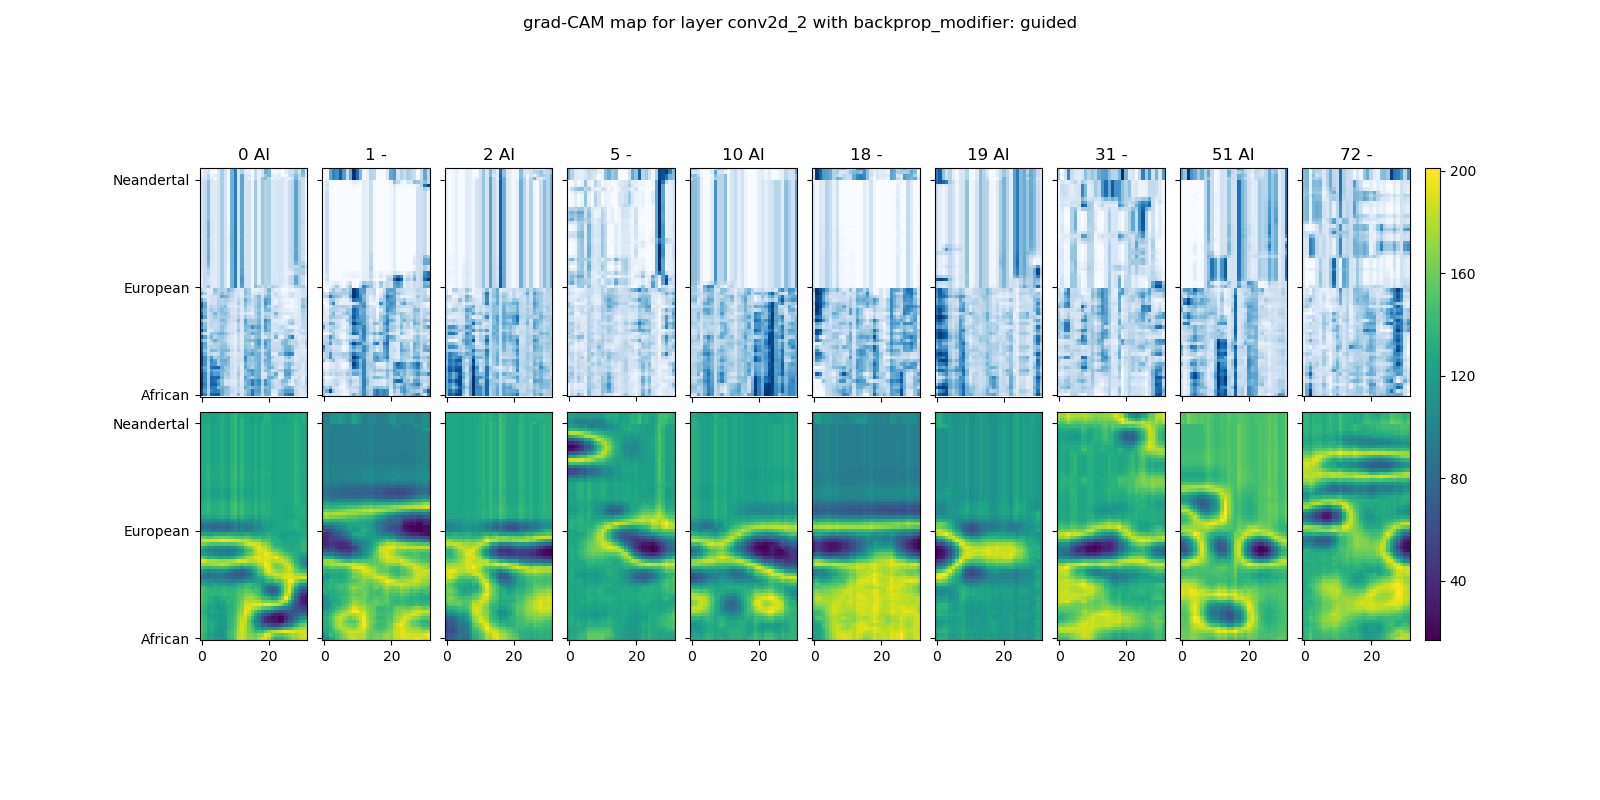 grad-CAM map for layer conv2d_2 with backprop_modifier: guided
0 AI 1 - 2 AI 5 - 10 AI 18 - 19 AI 31 - 51 AI 72 -
Neandertal
European
African
0 20 0 20 0 20 0 20 0 20 0 20 0 20 0 20 0 20 0 20
Neandertal
European
African
200
160
120
80
40